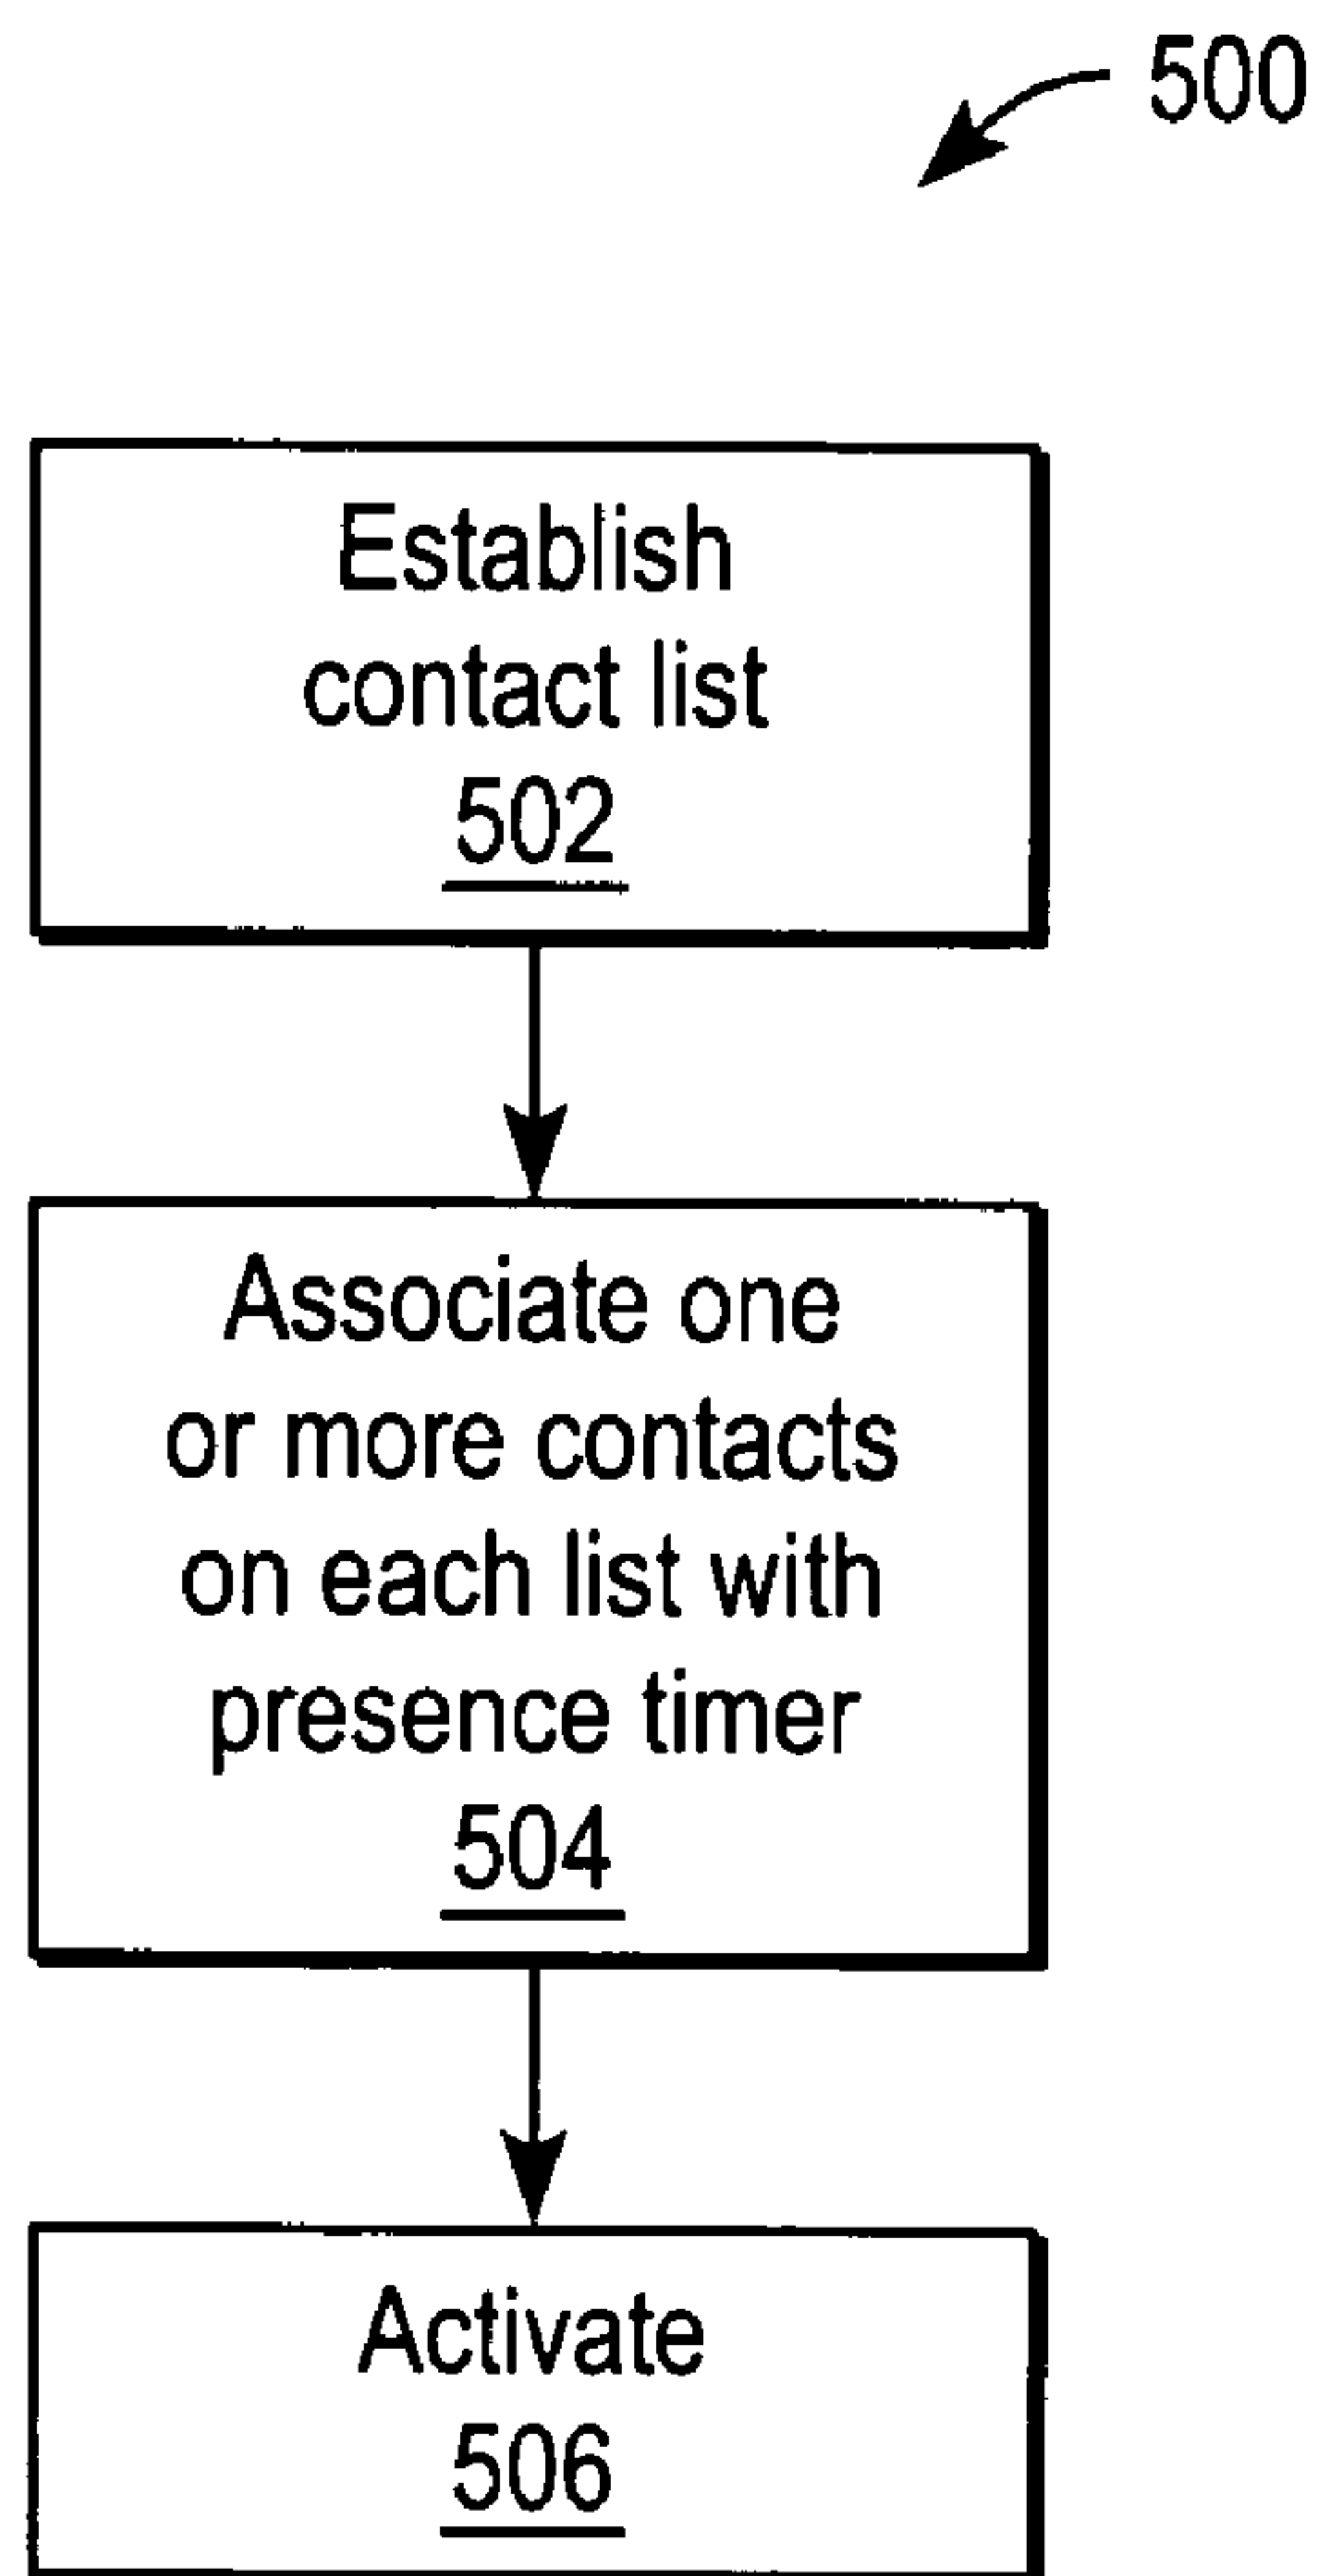 500
Establish
contact list
502
Associate one
or more contacts
on each list with
presence timer
504
Activate
506